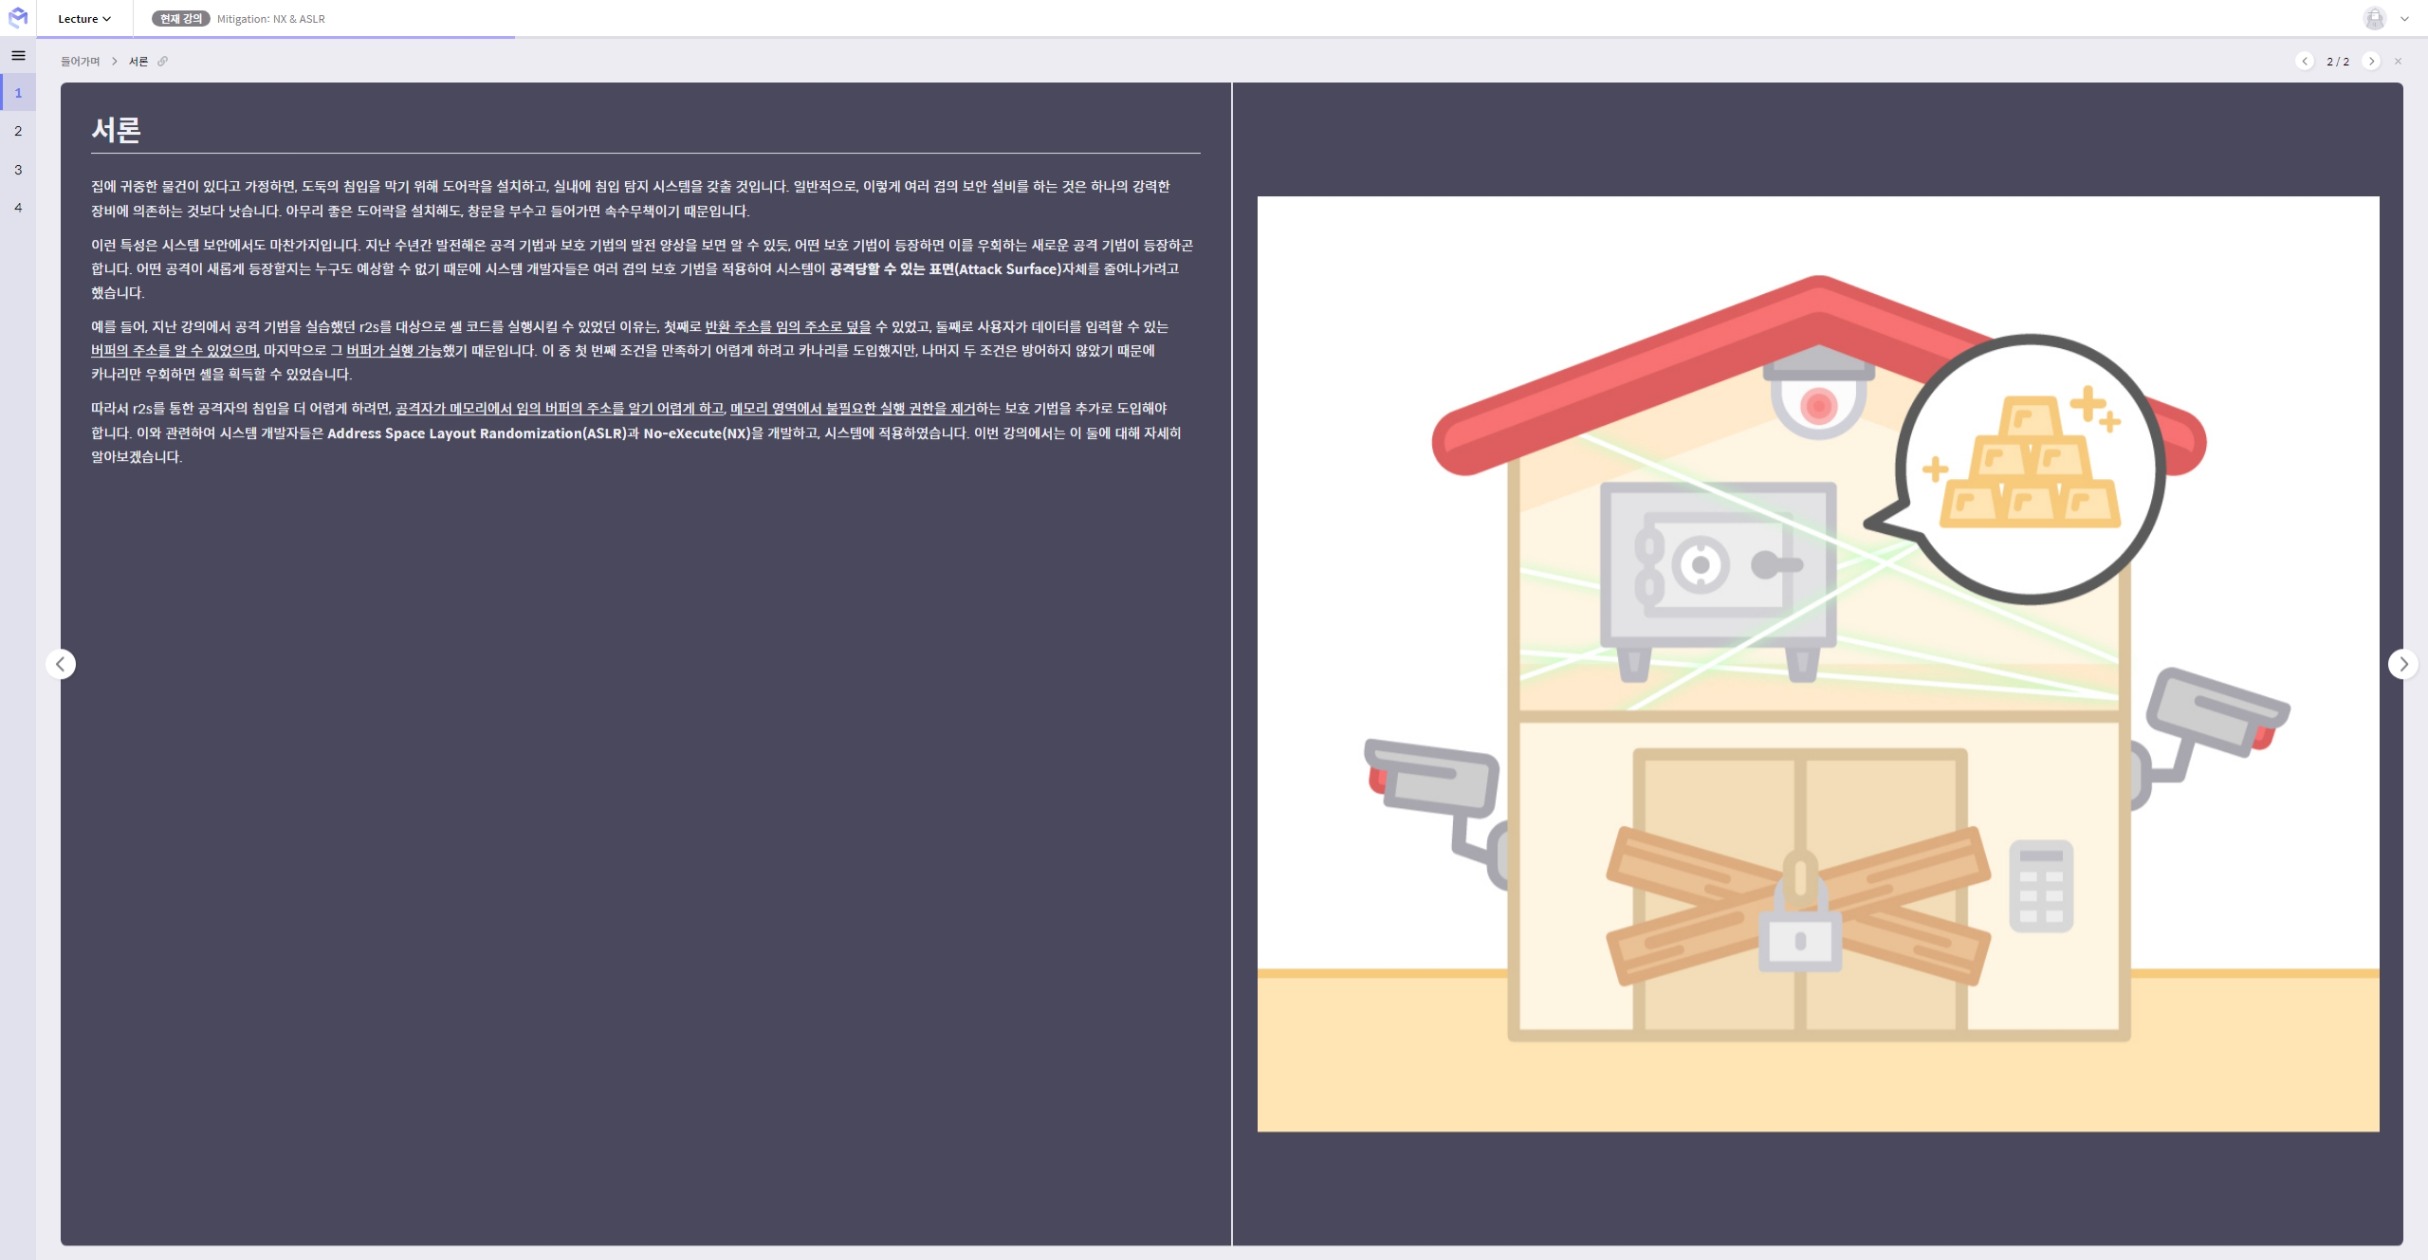 Lecture
현재 강의 Mitigation: NX & ASLR
들어가며 > 서론
2 / 2
1
2
3
4
서론
집에 귀중한 물건이 있다고 가정하면, 도둑의 침입을 막기 위해 도어락을 설치하고, 실내에 침입 탐지 시스템을 갖출 것입니다. 일반적으로, 이렇게 여러 겹의 보안 설비를 하는 것은 하나의 강력한
장비에 의존하는 것보다 낫습니다. 아무리 좋은 도어락을 설치해도, 창문을 부수고 들어가면 속수무책이기 때문입니다.
이런 특성은 시스템 보안에서도 마찬가지입니다. 지난 수년간 발전해온 공격 기법과 보호 기법의 발전 양상을 보면 알 수 있듯, 어떤 보호 기법이 등장하면 이를 우회하는 새로운 공격 기법이 등장하곤
합니다. 어떤 공격이 새롭게 등장할지는 누구도 예상할 수 없기 때문에 시스템 개발자들은 여러 겹의 보호 기법을 적용하여 시스템이 공격당할 수 있는 표면(Attack Surface)자체를 줄여나가려고
했습니다.
예를 들어, 지난 강의에서 공격 기법을 실습했던 r2s를 대상으로 셸 코드를 실행시킬 수 있었던 이유는, 첫째로 반환 주소를 임의 주소로 덮을 수 있었고, 둘째로 사용자가 데이터를 입력할 수 있는
버퍼의 주소를 알 수 있었으며, 마지막으로 그 버퍼가 실행 가능했기 때문입니다. 이 중 첫 번째 조건을 만족하기 어렵게 하려고 카나리를 도입했지만, 나머지 두 조건은 방어하지 않았기 때문에
카나리만 우회하면 셸을 획득할 수 있었습니다.
따라서 r2s를 통한 공격자의 침입을 더 어렵게 하려면, 공격자가 메모리에서 임의 버퍼의 주소를 알기 어렵게 하고, 메모리 영역에서 불필요한 실행 권한을 제거하는 보호 기법을 추가로 도입해야
합니다. 이와 관련하여 시스템 개발자들은 Address Space Layout Randomization(ASLR)과 No-eXecute(NX)을 개발하고, 시스템에 적용하였습니다. 이번 강의에서는 이 둘에 대해 자세히
알아보겠습니다.